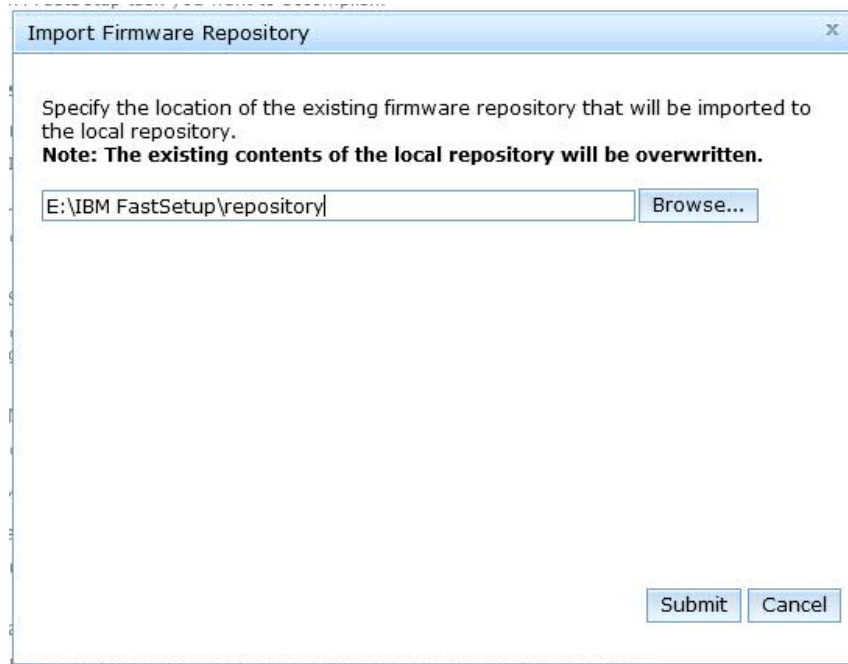 Import Firmware Repository
x
Specify the location of the existing firmware repository that will be imported to
the local repository.
Note: The existing contents of the local repository will be overwritten.
E:\IBM FastSetup\repository
Browse...
Submit
Cancel